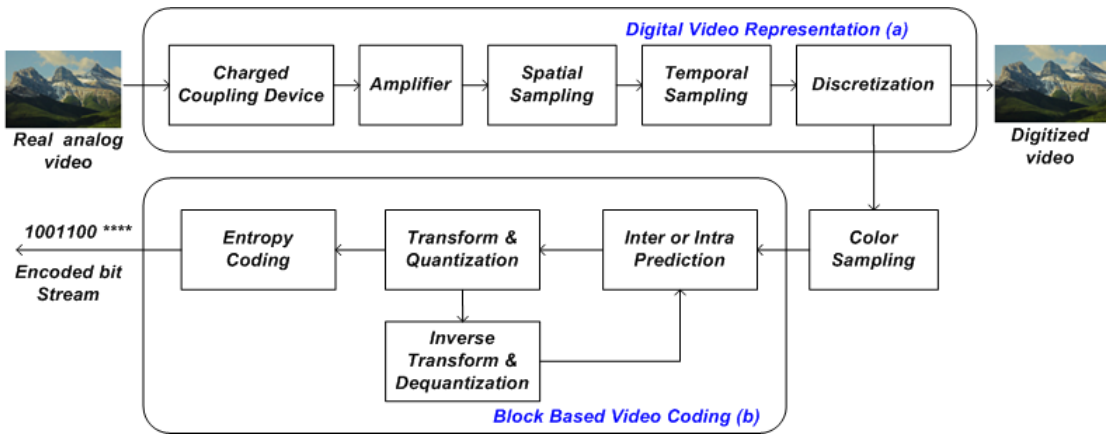 Digital Video Representation (a)
Real analog
video
Charged
Coupling Device
Amplifier
Spatial
Sampling
Temporal
Sampling
Discretization
Digitized
video
1001100 ****
Encoded bit
Stream
Entropy
Coding
Transform &
Quantization
Inter or Intra
Prediction
Color
Sampling
Inverse
Transform &
Dequantization
Block Based Video Coding (b)